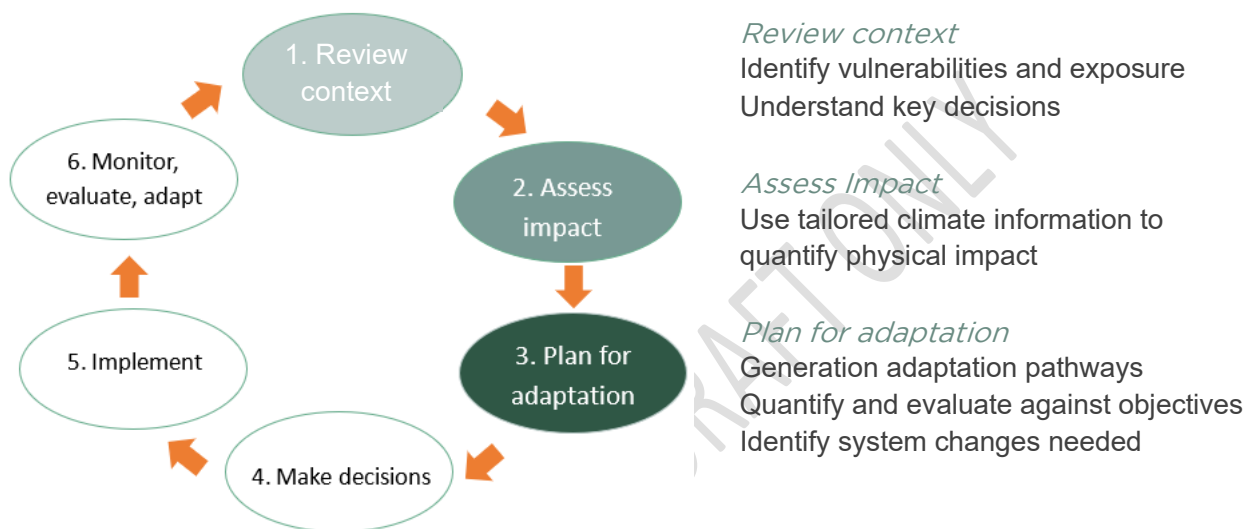 1. Review
context
2. Assess
impact
3. Plan for
adaptation
4. Make decisions
5. Implement
6. Monitor,
evaluate, adapt
Review context
Identify vulnerabilities and exposure
Understand key decisions
Assess Impact
Use tailored climate information to
quantify physical impact
Plan for adaptation
Generation adaptation pathways
Quantify and evaluate against objectives
Identify system changes needed
DRAFT ONLY